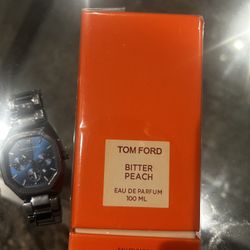 TOM FORD
BITTER
PEACH
EAU DE PARFUM
100 ML